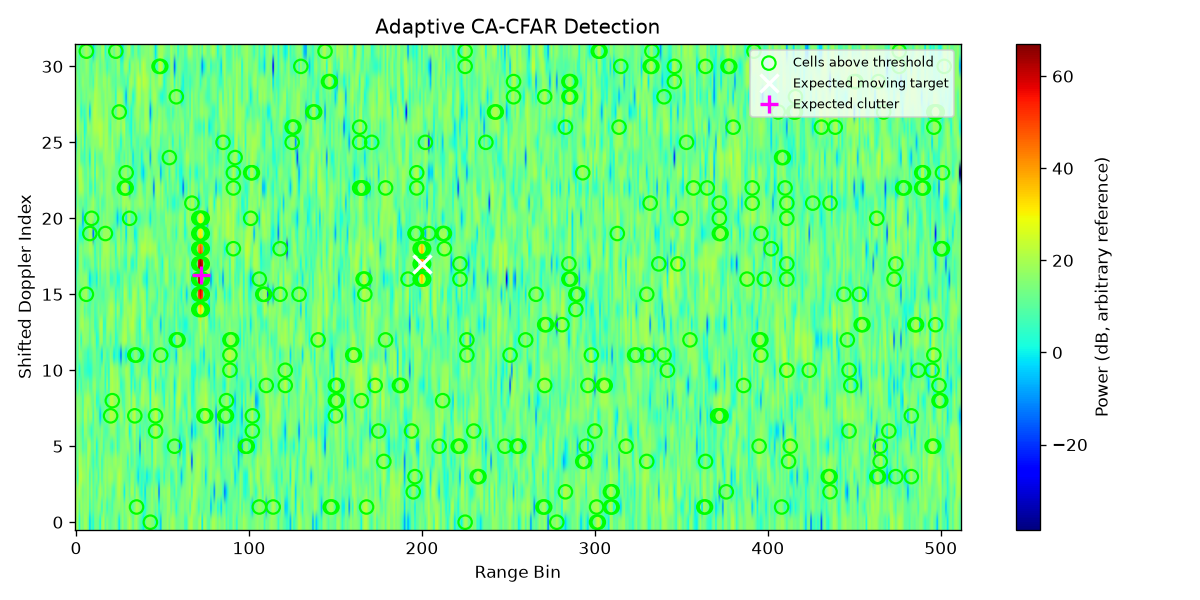 Adaptive CA-CFAR Detection
Cells above threshold
Expected moving target
Expected clutter
30
25
20
15
10
5
0
Shifted Doppler Index
0 100 200 300 400 500
Range Bin
60
40
20
0
−20
Power (dB, arbitrary reference)